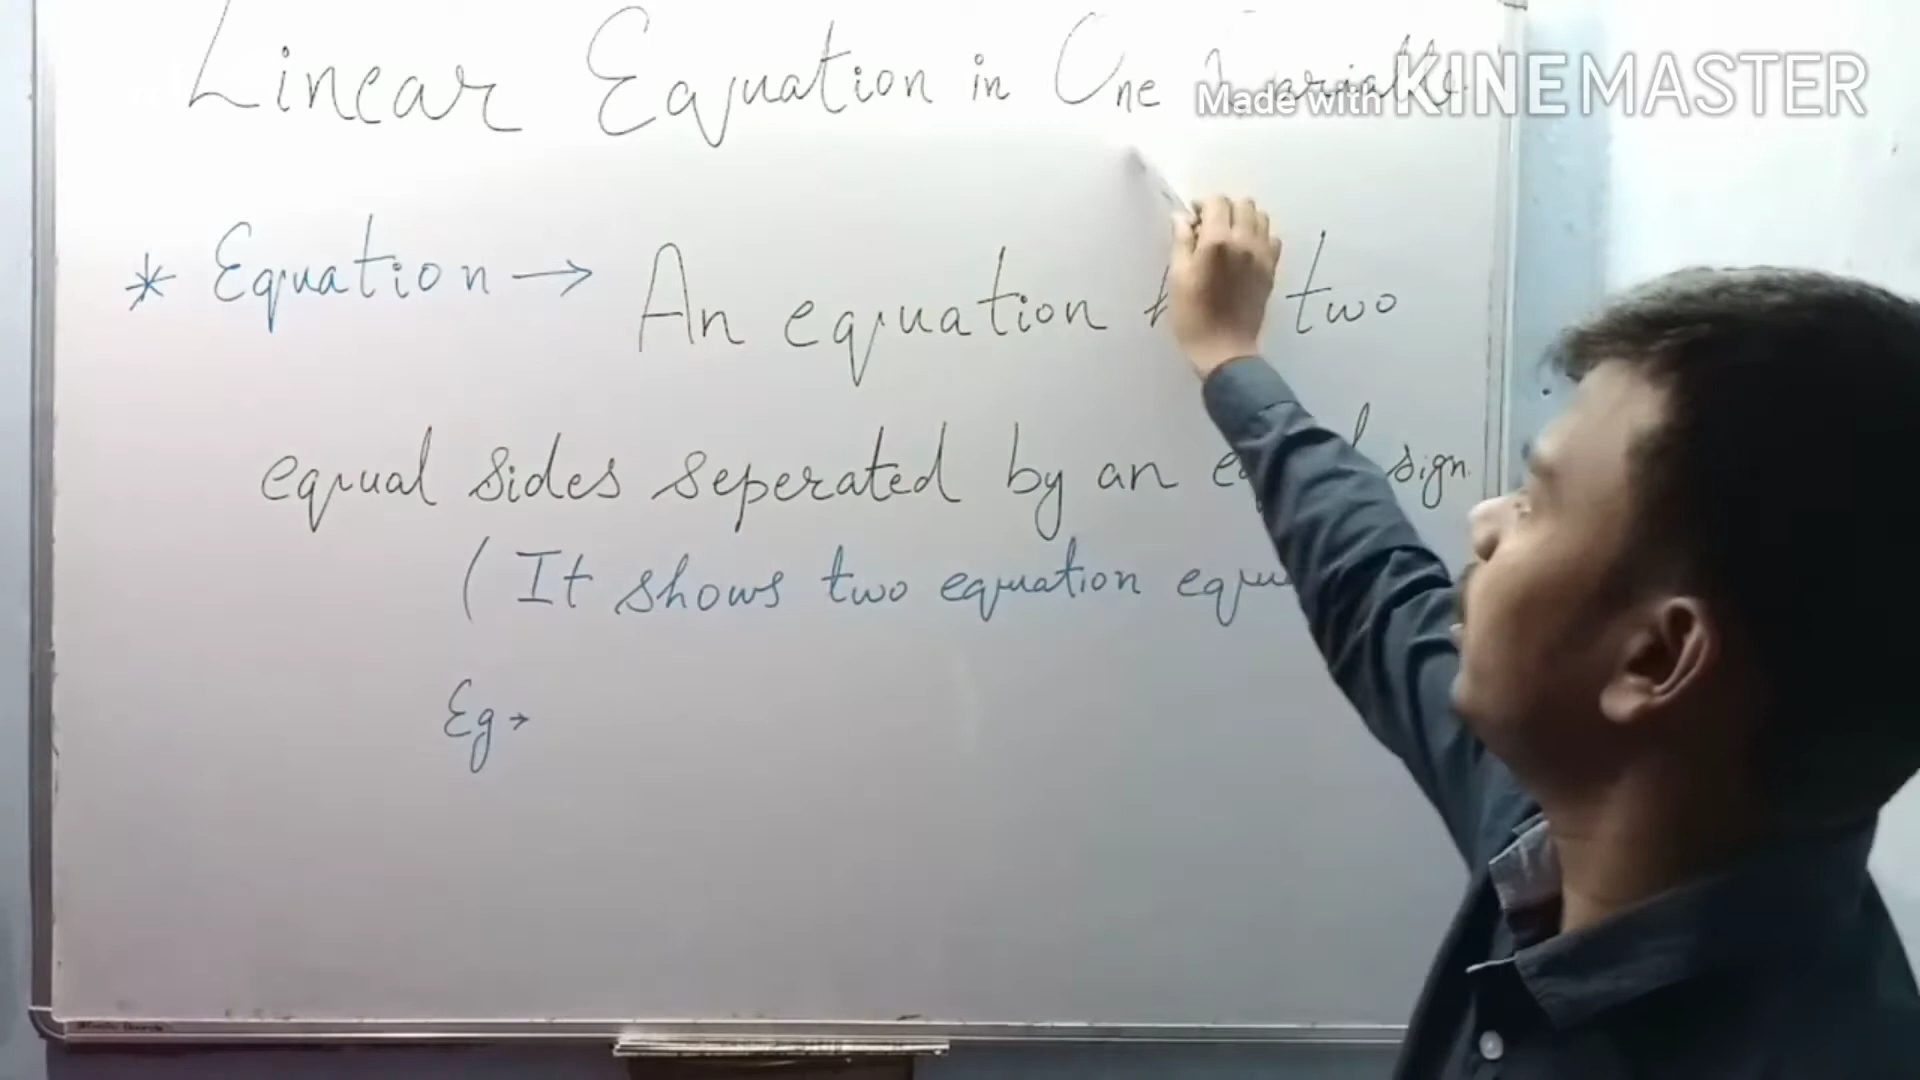 Linear Equation in One Variable
Made with KINEMASTER
* Equation → An equation two
equal sides seperated by an sign.
( It shows two equation
Eg →